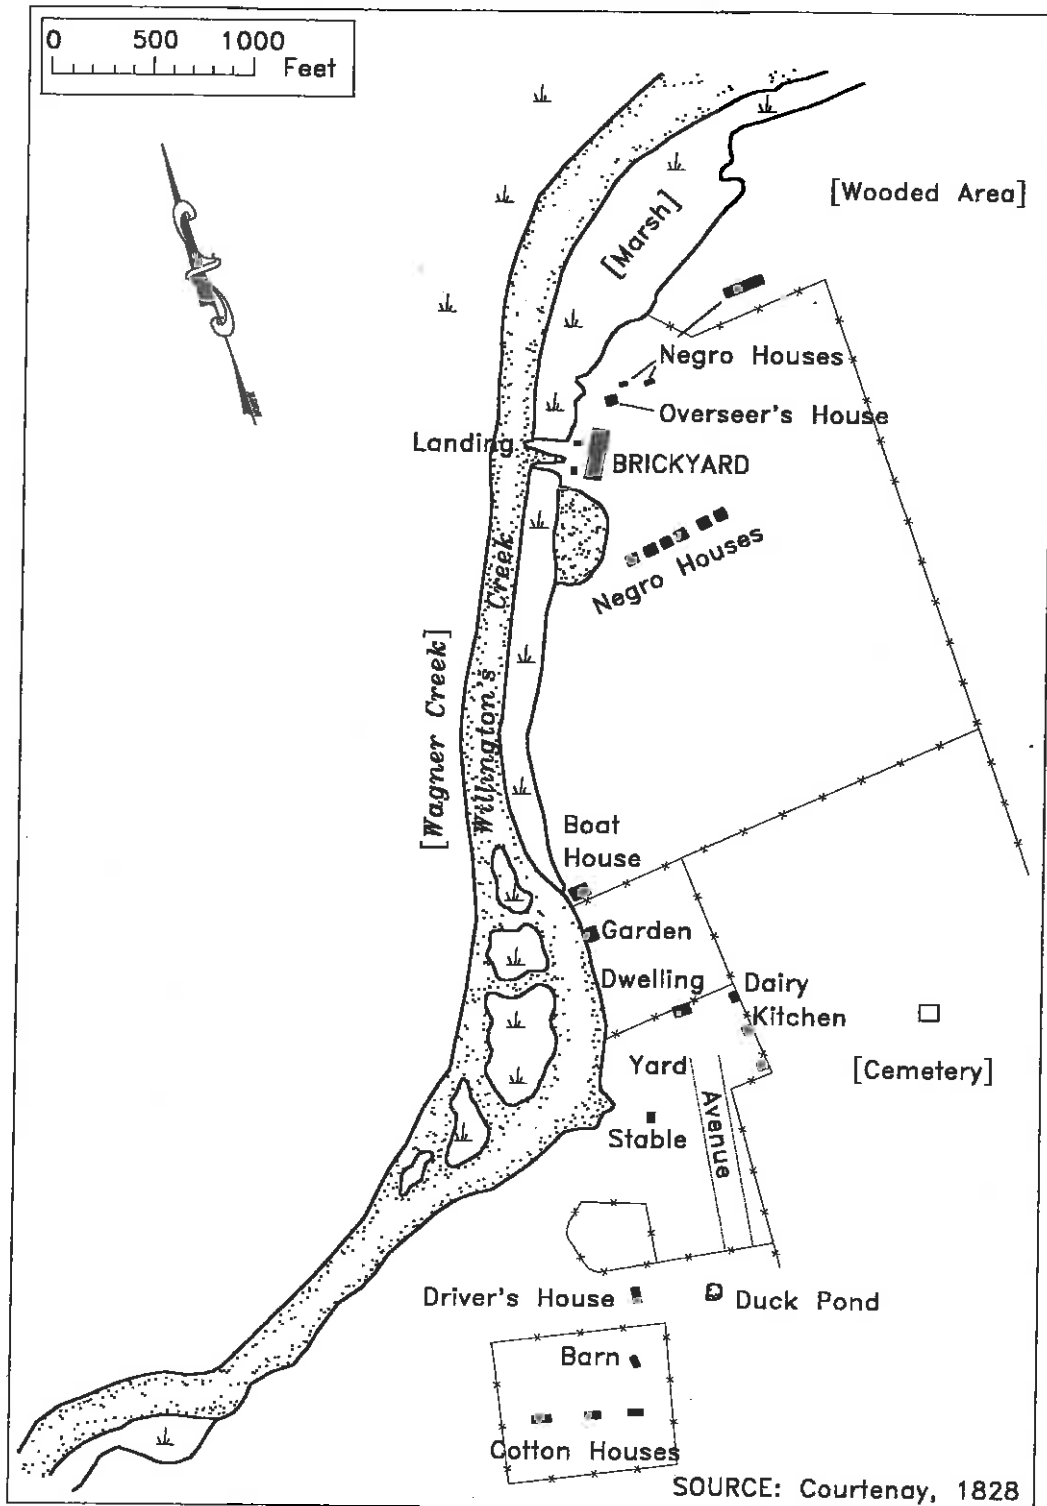 0 500 1000
Feet
[Wooded Area]
[Marsh]
Negro Houses
Overseer's House
Landing
BRICKYARD
Negro Houses
[Wagner Creek]
Willington's Creek
Boat
House
Garden
Dwelling
Dairy
Kitchen
Yard
[Cemetery]
Avenue
Stable
Driver's House
Duck Pond
Barn
Cotton Houses
SOURCE: Courtenay, 1828